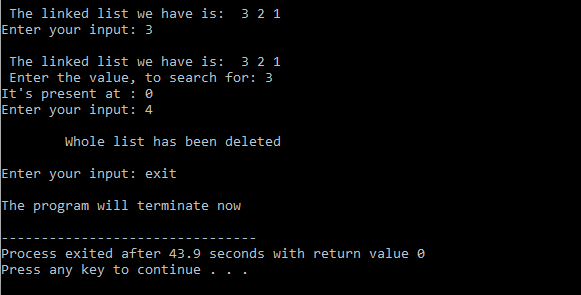 The linked list we have is:  3 2 1
Enter your input: 3
The linked list we have is:  3 2 1
Enter the value, to search for: 3
It's present at : 0
Enter your input: 4
Whole list has been deleted
Enter your input: exit
The program will terminate now
--------------------------------
Process exited after 43.9 seconds with return value 0
Press any key to continue . . .